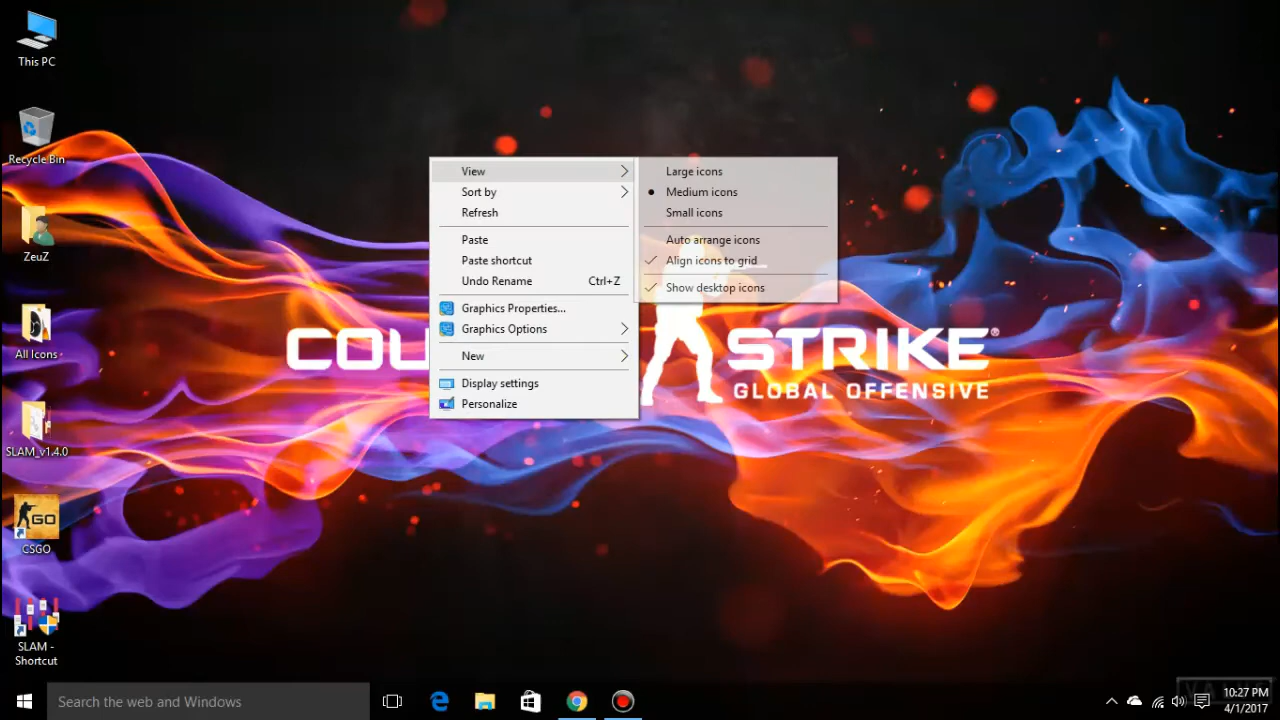 This PC
Recycle Bin
ZeuZ
All Icons
SLAM_v1.4.0
GO
CSGO
SLAM -
Shortcut
View
Sort by
Refresh
Paste
Paste shortcut
Undo Rename Ctrl+Z
Graphics Properties...
Graphics Options
New
Display settings
Personalize
Large icons
Medium icons
Small icons
Auto arrange icons
Align icons to grid
Show desktop icons
COU
STRIKE®
GLOBAL OFFENSIVE
Search the web and Windows
VALVE
10:27 PM
4/1/2017